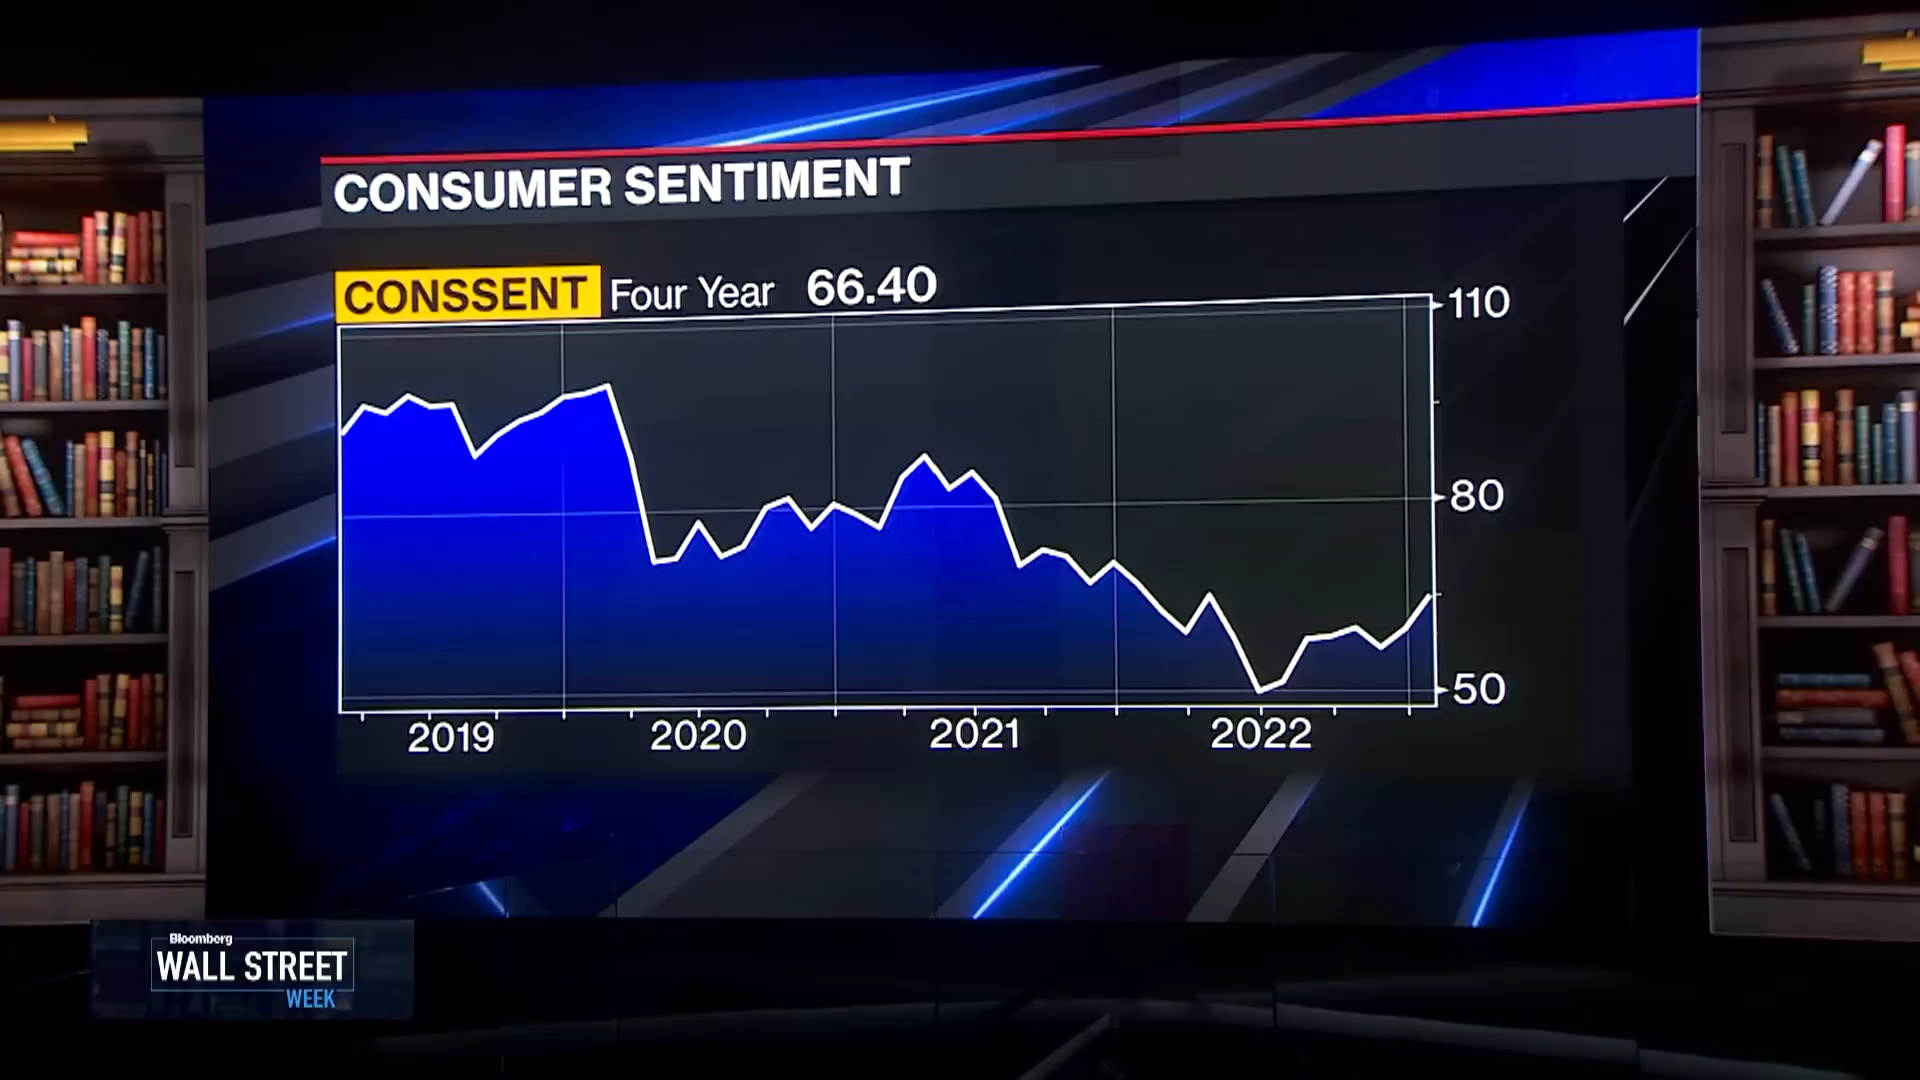 CONSUMER SENTIMENT
CONSSENT Four Year 66.40
110
80
50
2019 2020 2021 2022
Bloomberg
WALL STREET
WEEK